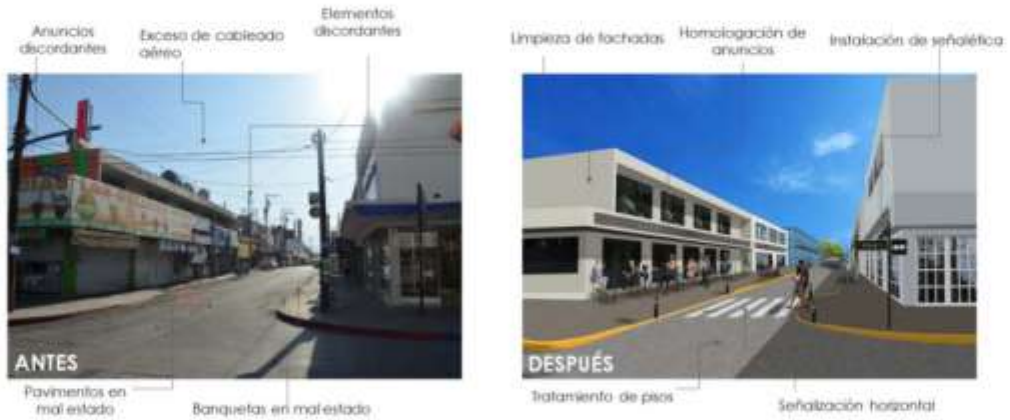 Anuncios
discordantes
Exceso de cableado
aéreo
Elementos
discordantes
ANTES
Pavimentos en
mal estado
Banquetas en mal estado
Limpieza de fachadas
Homologación de
anuncios
Instalación de señalética
DESPUÉS
Tratamiento de pisos
Señalización horizontal